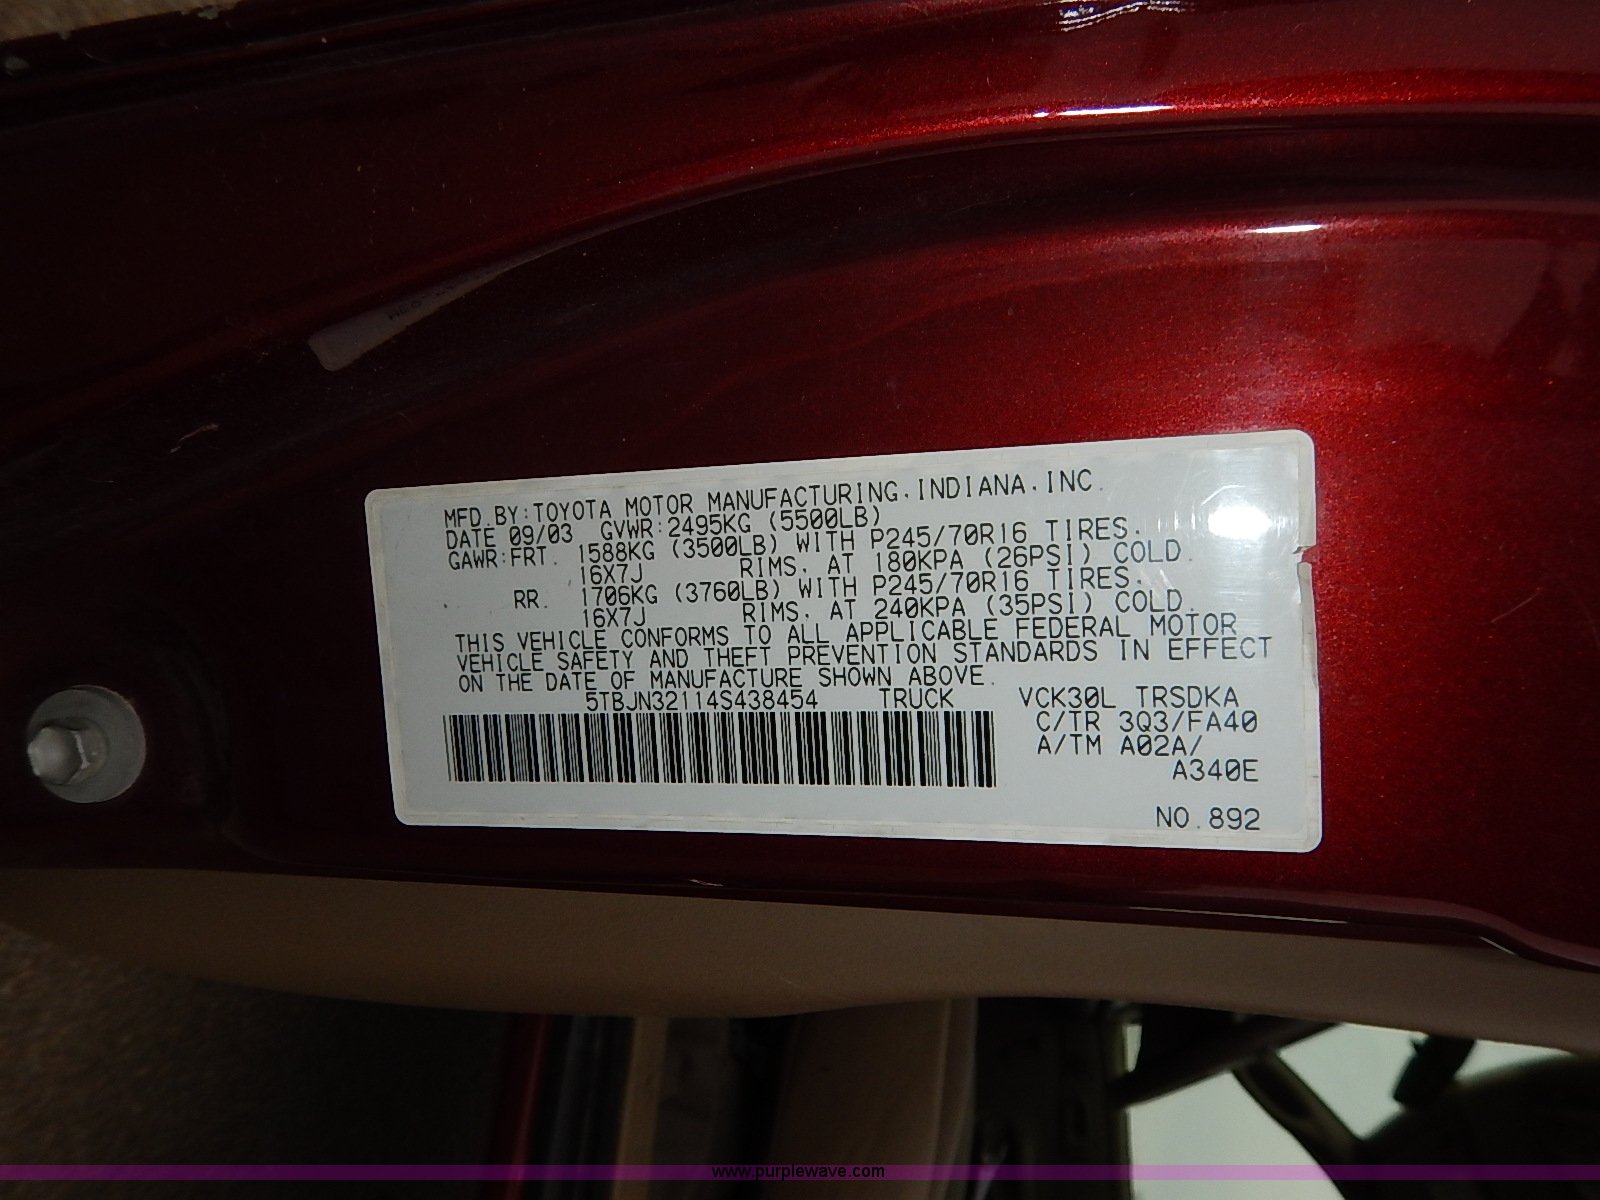 MFD.BY:TOYOTA MOTOR MANUFACTURING,INDIANA,INC.
DATE 09/03 GVWR:2495KG (5500LB)
GAWR:FRT. 1588KG (3500LB) WITH P245/70R16 TIRES,
16X7J RIMS, AT 180KPA (26PSI) COLD.
RR. 1706KG (3760LB) WITH P245/70R16 TIRES,
16X7J RIMS, AT 240KPA (35PSI) COLD.
THIS VEHICLE CONFORMS TO ALL APPLICABLE FEDERAL MOTOR
VEHICLE SAFETY AND THEFT PREVENTION STANDARDS IN EFFECT
ON THE DATE OF MANUFACTURE SHOWN ABOVE.
5TBJN32114S438454 TRUCK VCK30L TRSDKA
C/TR 3Q3/FA40
A/TM A02A/
A340E
NO.892
www.purplewave.com